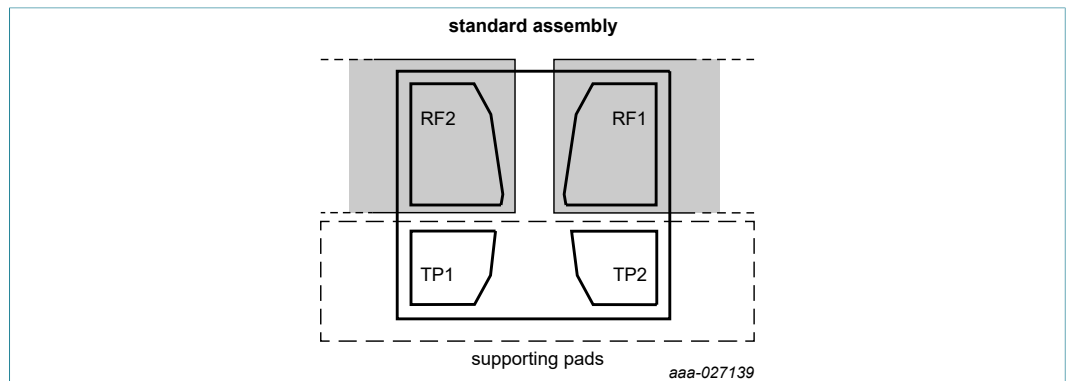 standard assembly
RF2
RF1
TP1
TP2
supporting pads
aaa-027139